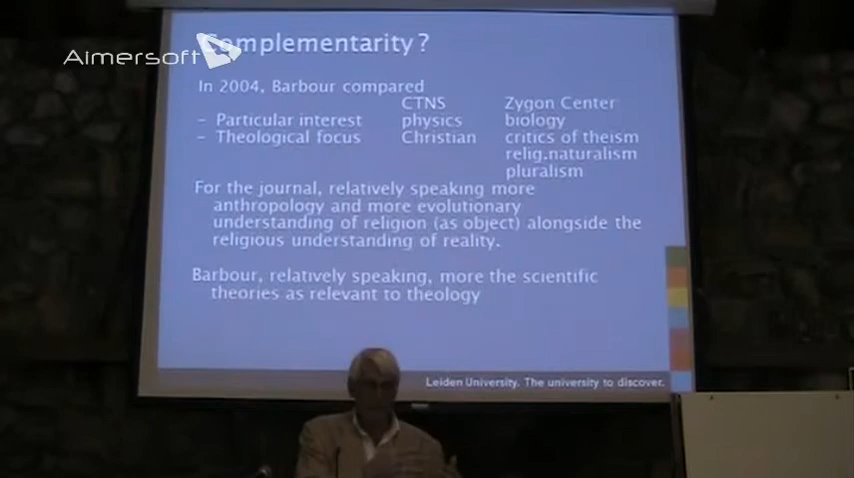 Complementarity?
Aimersoft
In 2004, Barbour compared
CTNS Zygon Center
– Particular interest physics biology
– Theological focus Christian critics of theism
relig.naturalism
pluralism
For the journal, relatively speaking more
anthropology and more evolutionary
understanding of religion (as object) alongside the
religious understanding of reality.
Barbour, relatively speaking, more the scientific
theories as relevant to theology
Leiden University. The university to discover.